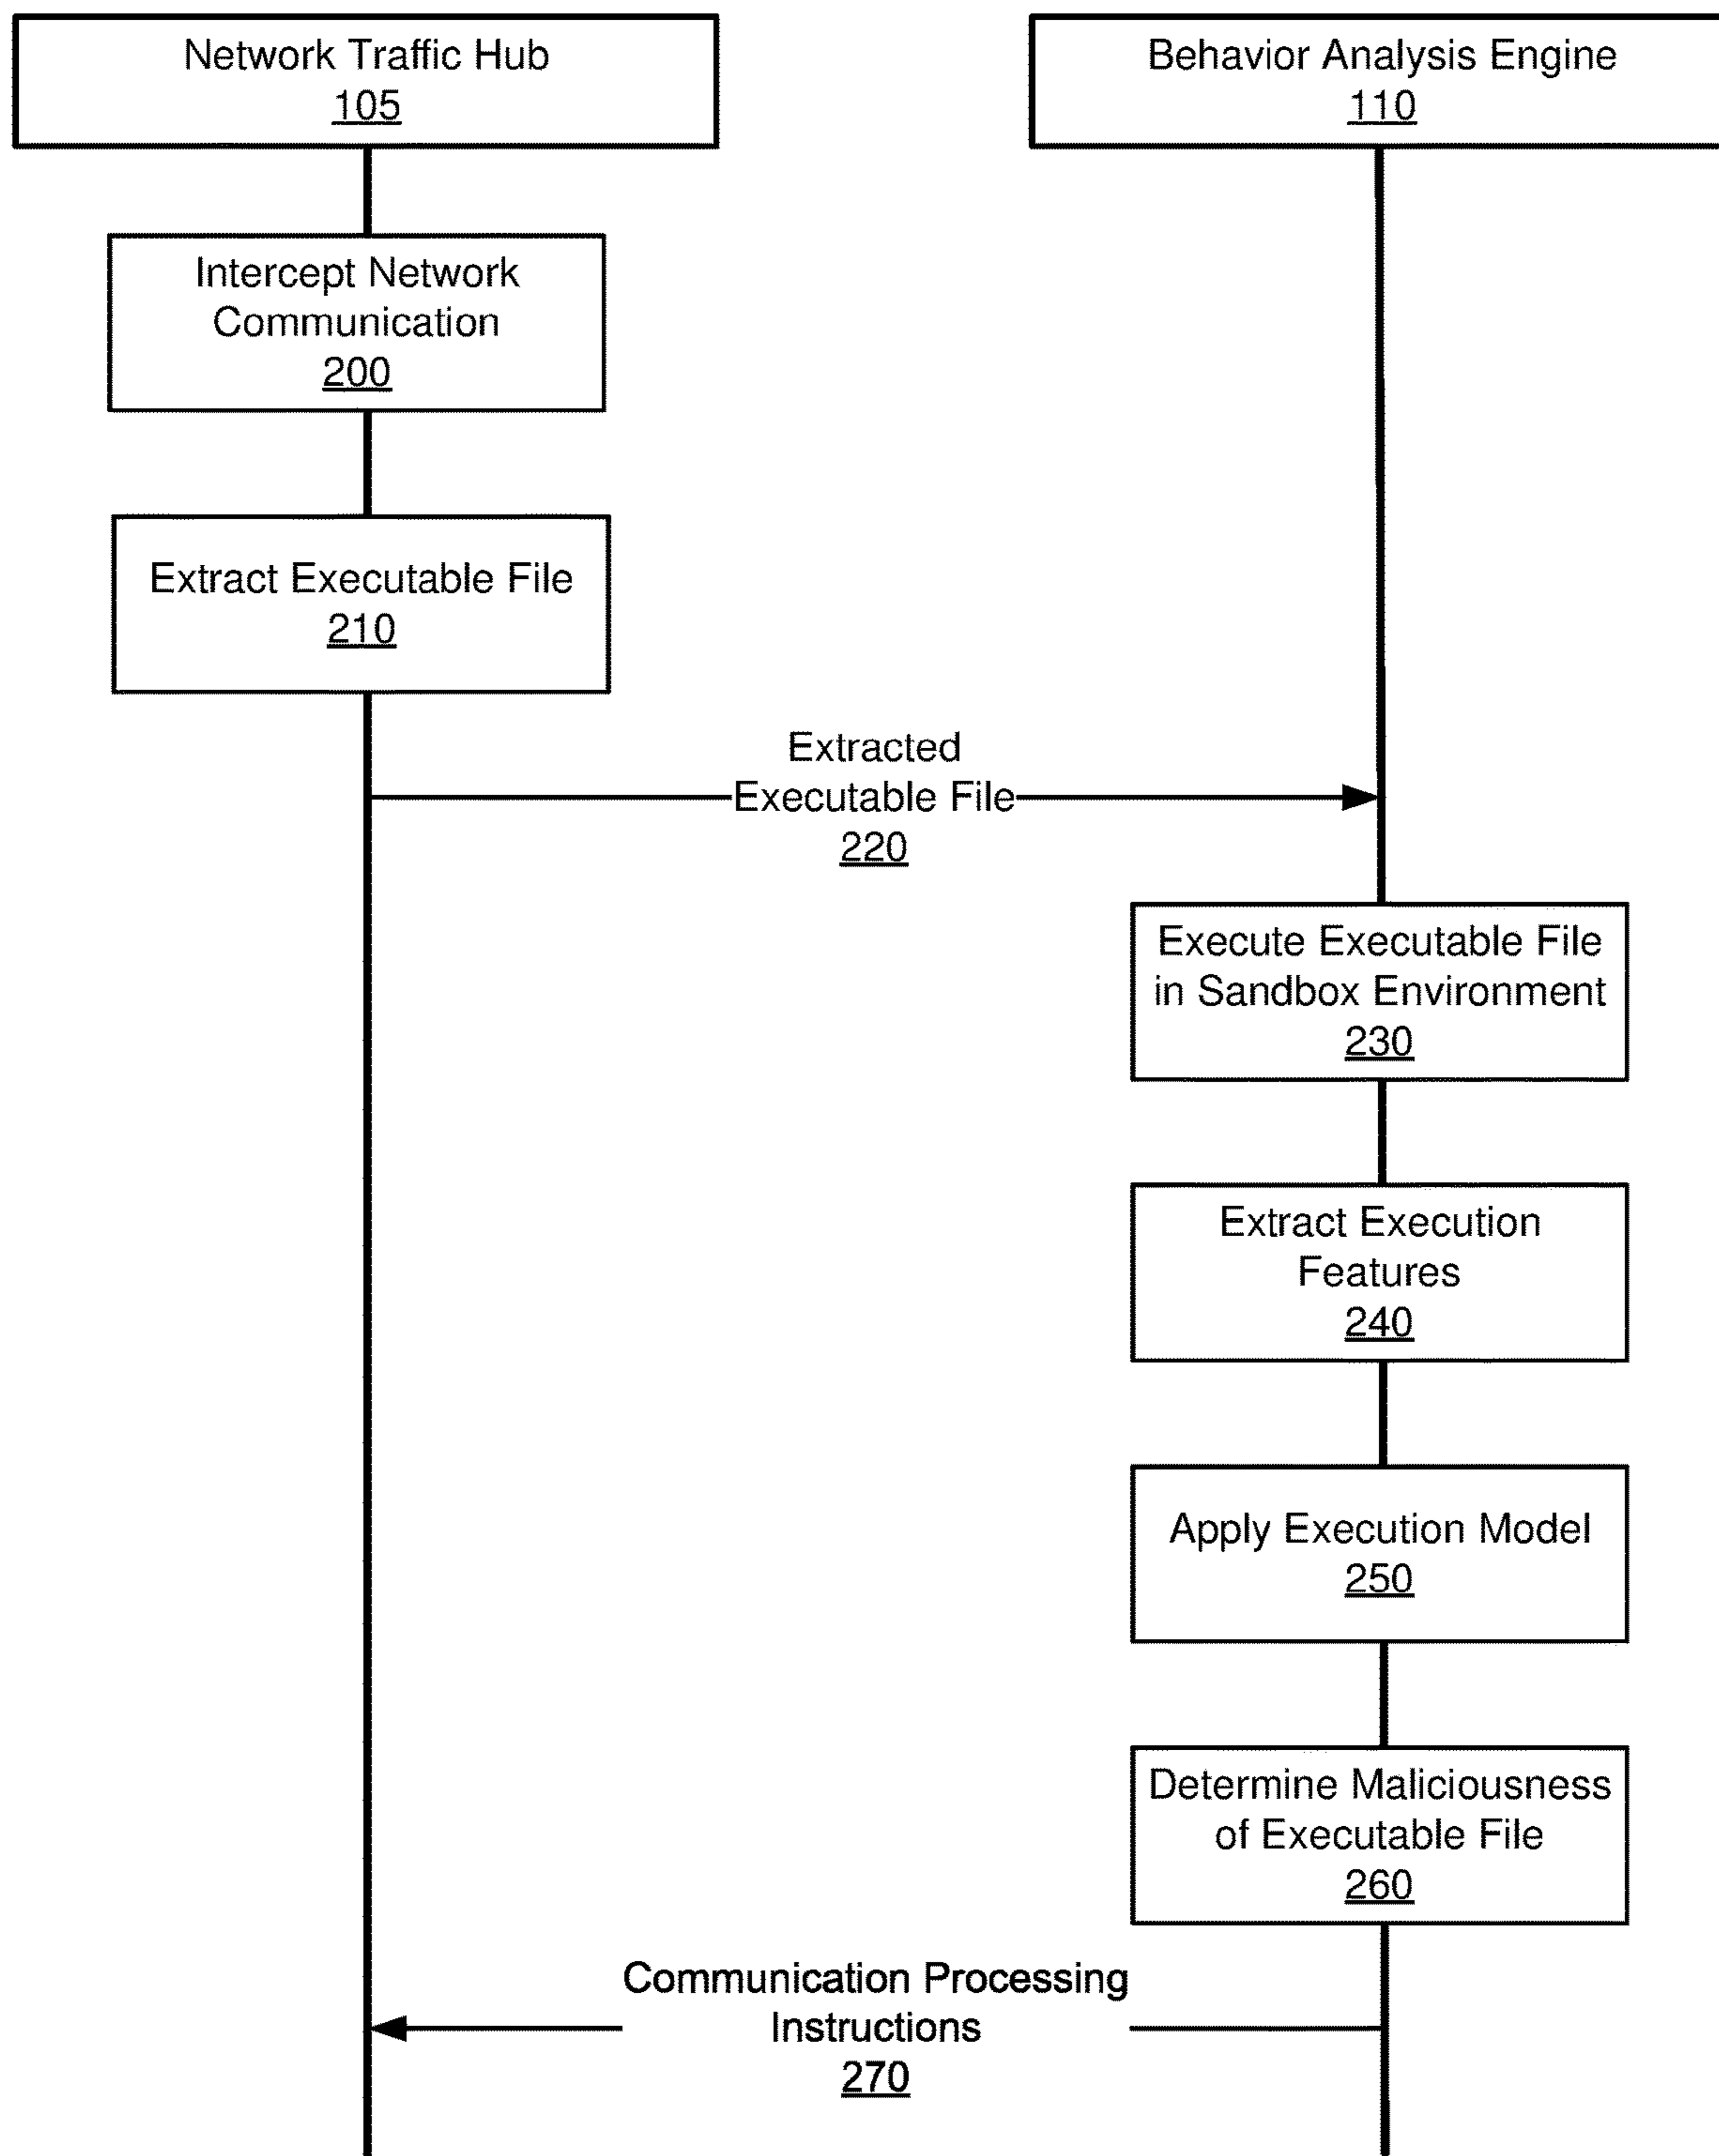 Network Traffic Hub
105
Behavior Analysis Engine
110
Intercept Network
Communication
200
Extract Executable File
210
Extracted
Executable File
220
Execute Executable File
in Sandbox Environment
230
Extract Execution
Features
240
Apply Execution Model
250
Determine Maliciousness
of Executable File
260
Communication Processing
Instructions
270